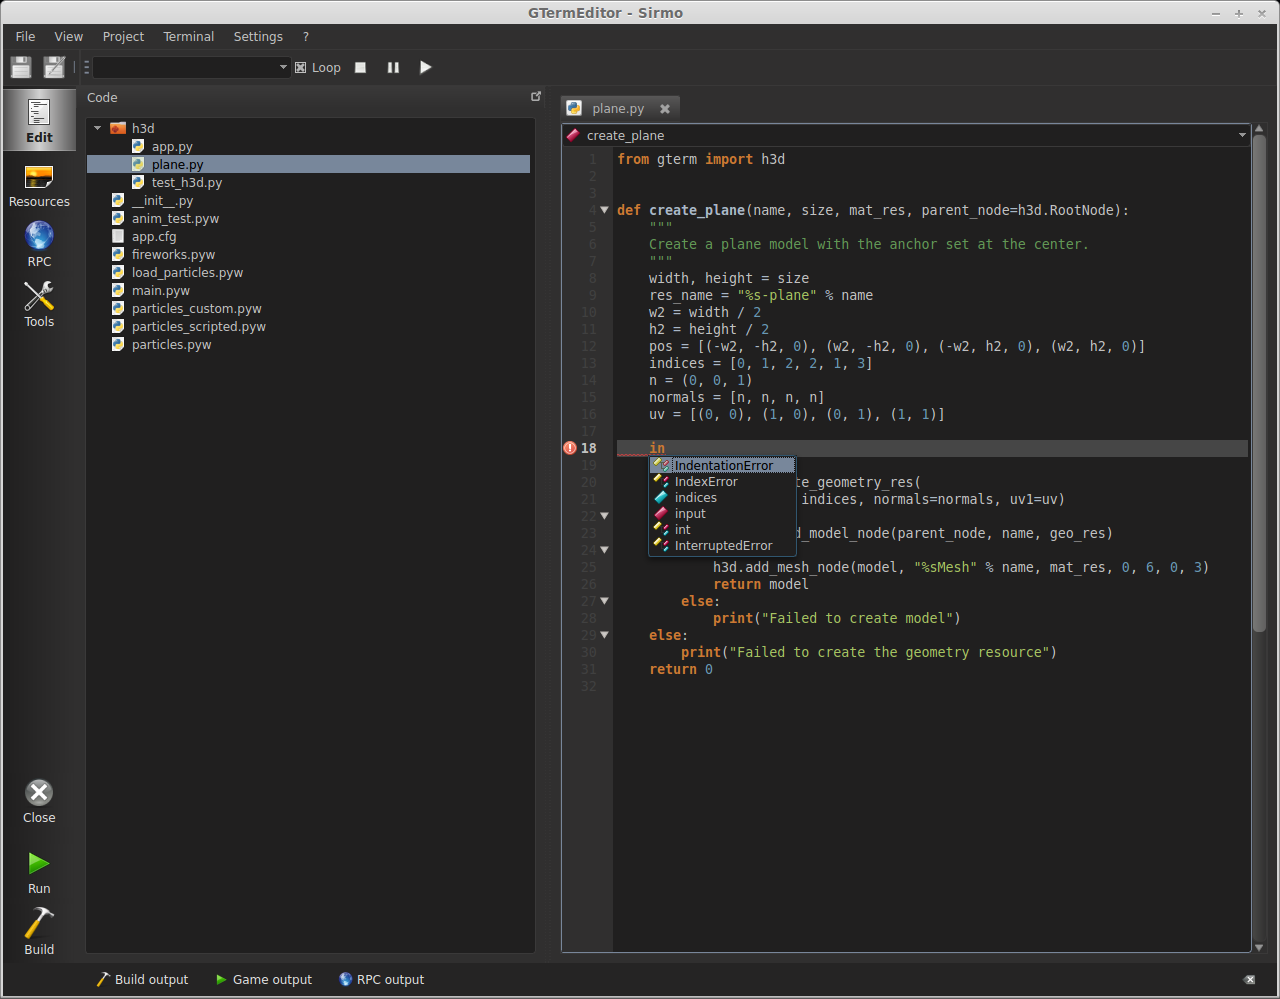 GTermEditor - Sirmo
File View Project Terminal Settings ?
Loop
Edit
Resources
RPC
Tools
Close
Run
Build
Code
h3d
app.py
plane.py
test_h3d.py
__init__.py
anim_test.pyw
app.cfg
fireworks.pyw
load_particles.pyw
main.pyw
particles_custom.pyw
particles_scripted.pyw
particles.pyw
plane.py
create_plane
1 from gterm import h3d
2
3
4 def create_plane(name, size, mat_res, parent_node=h3d.RootNode):
5 """
6 Create a plane model with the anchor set at the center.
7 """
8 width, height = size
9 res_name = "%s-plane" % name
10 w2 = width / 2
11 h2 = height / 2
12 pos = [(-w2, -h2, 0), (w2, -h2, 0), (-w2, h2, 0), (w2, h2, 0)]
13 indices = [0, 1, 2, 2, 1, 3]
14 n = (0, 0, 1)
15 normals = [n, n, n, n]
16 uv = [(0, 0), (1, 0), (0, 1), (1, 1)]
17
18 in
19
20 te_geometry_res(
21 indices, normals=normals, uv1=uv)
22
23 d_model_node(parent_node, name, geo_res)
24
25 h3d.add_mesh_node(model, "%sMesh" % name, mat_res, 0, 6, 0, 3)
26 return model
27 else:
28 print("Failed to create model")
29 else:
30 print("Failed to create the geometry resource")
31 return 0
32
IndentationError
IndexError
indices
input
int
InterruptedError
Build output Game output RPC output